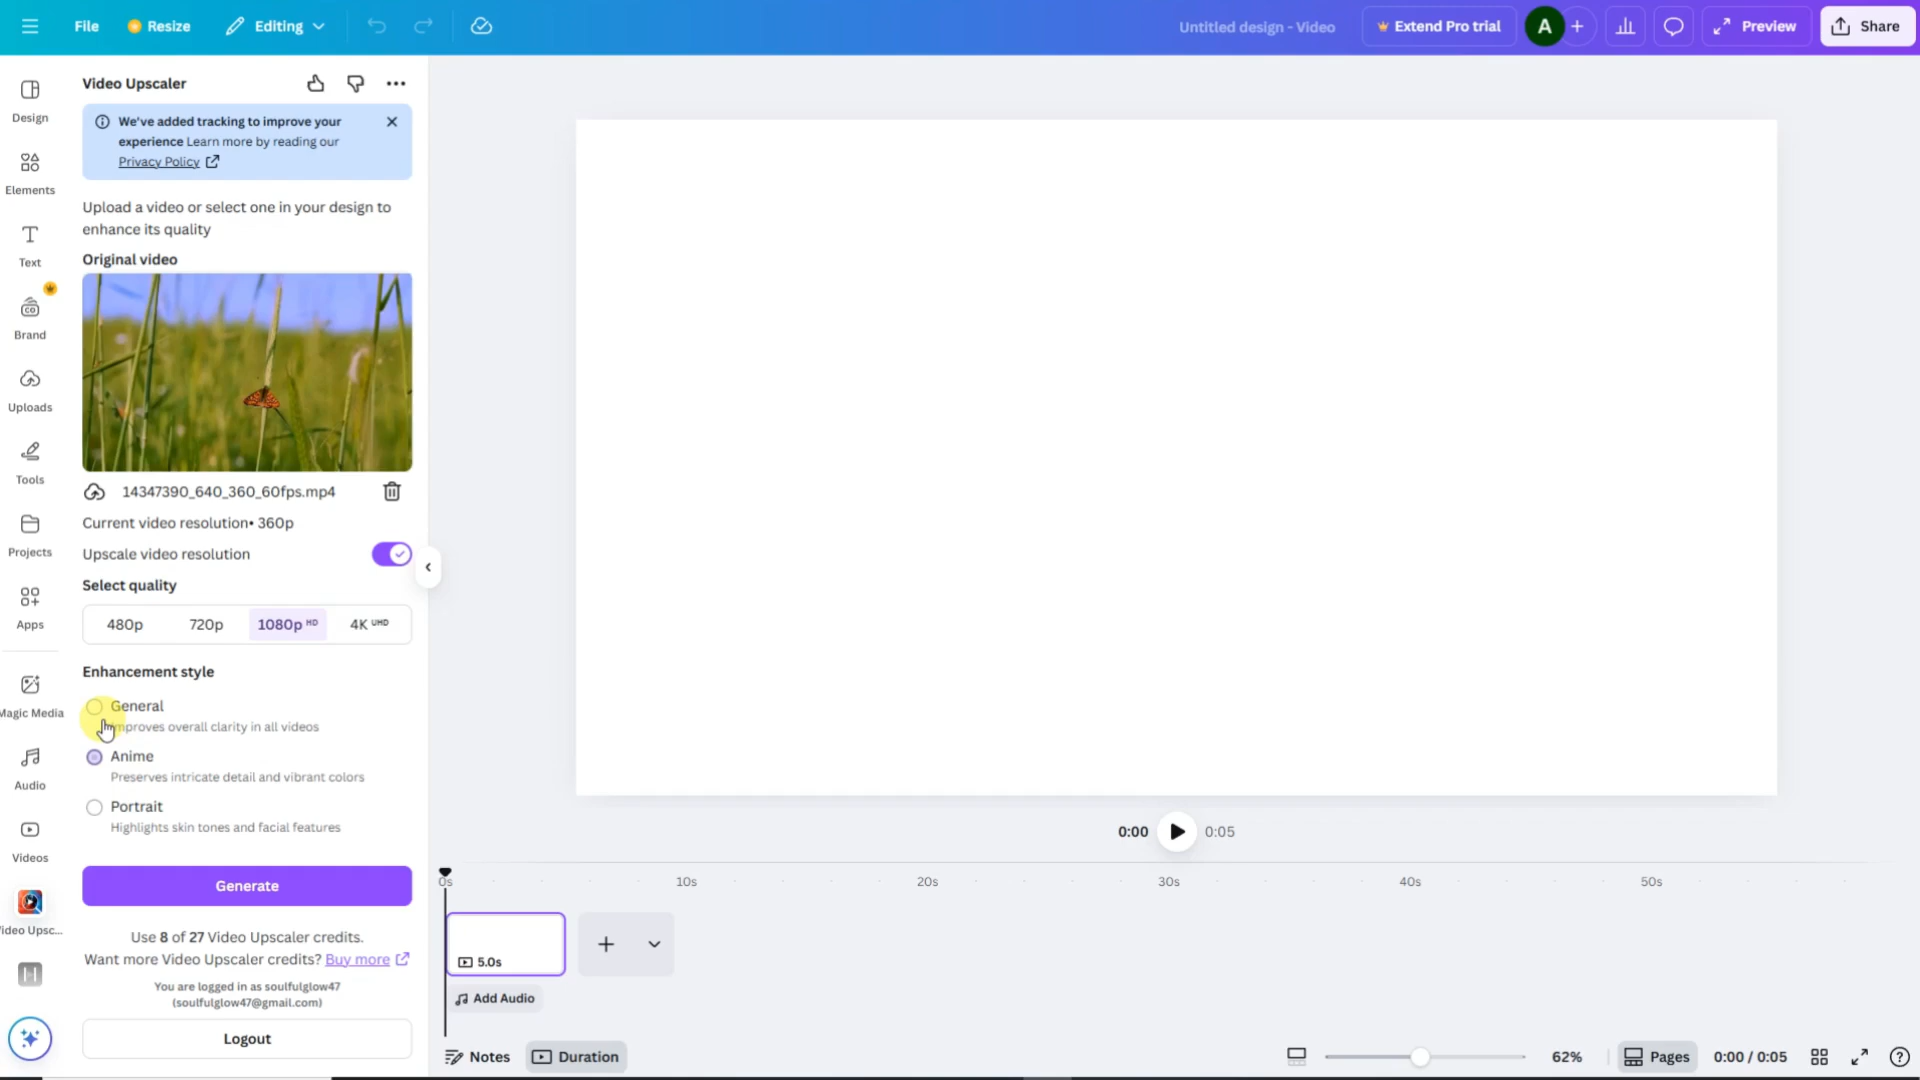 File
Resize
Editing
Untitled design - Video
Extend Pro trial
A
Preview
Share
Design
Elements
Text
Brand
Uploads
Tools
Projects
Apps
Magic Media
Audio
Videos
Video Upsc...
Video Upscaler
We've added tracking to improve your
experience Learn more by reading our
Privacy Policy
Upload a video or select one in your design to
enhance its quality
Original video
14347390_640_360_60fps.mp4
Current video resolution• 360p
Upscale video resolution
Select quality
480p 720p 1080p HD 4K UHD
Enhancement style
General
improves overall clarity in all videos
Anime
Preserves intricate detail and vibrant colors
Portrait
Highlights skin tones and facial features
Generate
Use 8 of 27 Video Upscaler credits.
Want more Video Upscaler credits? Buy more
You are logged in as soulfulglow47
(soulfulglow47@gmail.com)
Logout
0:00 0:05
0s 10s 20s 30s 40s 50s
5.0s
Add Audio
Notes
Duration
62%
Pages
0:00 / 0:05